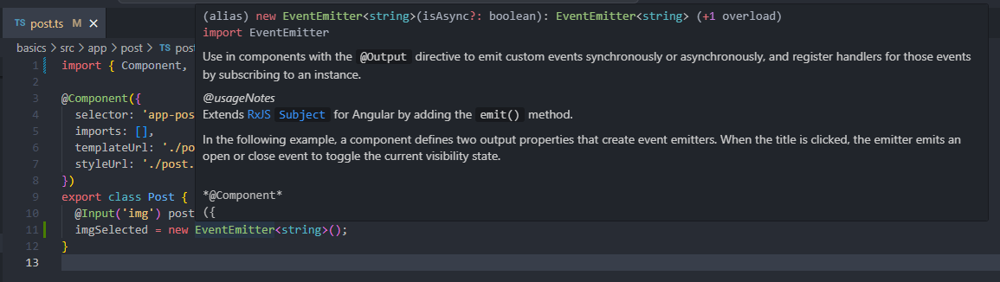 TS post.ts M ×
basics > src > app > post > TS pos
(alias) new EventEmitter<string>(isAsync?: boolean): EventEmitter<string> (+1 overload)
import EventEmitter
Use in components with the @Output directive to emit custom events synchronously or asynchronously, and register handlers for those events
by subscribing to an instance.
@usageNotes
Extends RxJS Subject for Angular by adding the emit() method.
In the following example, a component defines two output properties that create event emitters. When the title is clicked, the emitter emits an
open or close event to toggle the current visibility state.
*@Component*
({
1 import { Component,
2
3 @Component({
4 selector: 'app-pos
5 imports: [],
6 templateUrl: './po
7 styleUrl: './post.
8 })
9 export class Post {
10 @Input('img') post
11 imgSelected = new EventEmitter<string>();
12 }
13